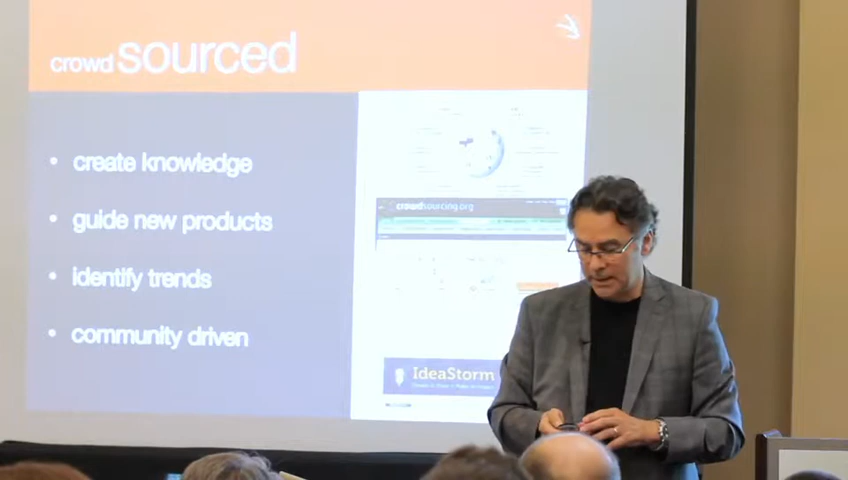 crowdsourced
• create knowledge
• guide new products
• identify trends
• community driven
crowdsourcing.org
IdeaStorm